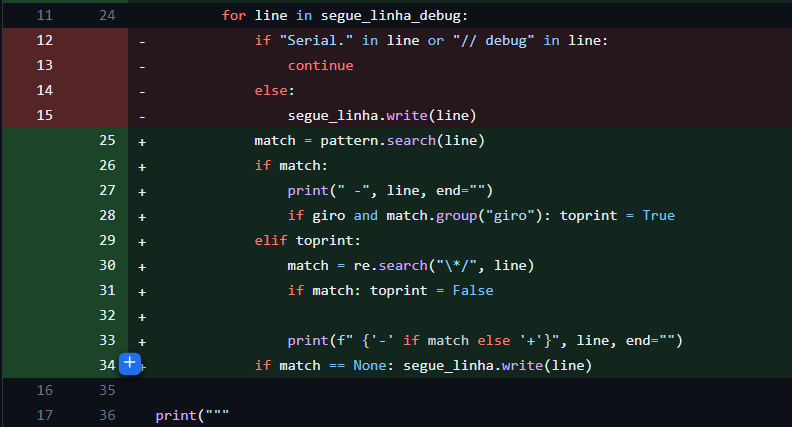 11 24 for line in segue_linha_debug:
12 - if "Serial." in line or "// debug" in line:
13 - continue
14 - else:
15 - segue_linha.write(line)
25 + match = pattern.search(line)
26 + if match:
27 + print(" -", line, end="")
28 + if giro and match.group("giro"): toprint = True
29 + elif toprint:
30 + match = re.search("\*/", line)
31 + if match: toprint = False
32 +
33 + print(f" {'-' if match else '+'}", line, end="")
34 + if match == None: segue_linha.write(line)
16 35
17 36 print("""